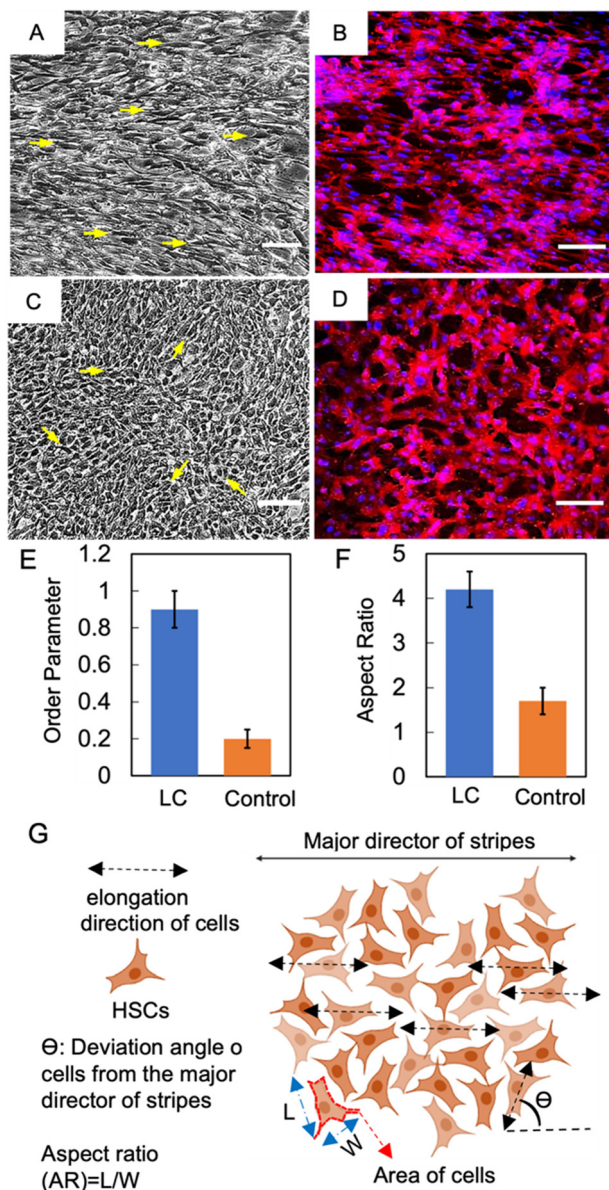 A
B
C
D
E
1.2
1
0.8
0.6
0.4
0.2
0
Order Parameter
LC
Control
F
5
4
3
2
1
0
Aspect Ratio
LC
Control
G
Major director of stripes
elongation
direction of cells
HSCs
ϴ: Deviation angle o
cells from the major
director of stripes
Aspect ratio
(AR)=L/W
L
W
ϴ
Area of cells